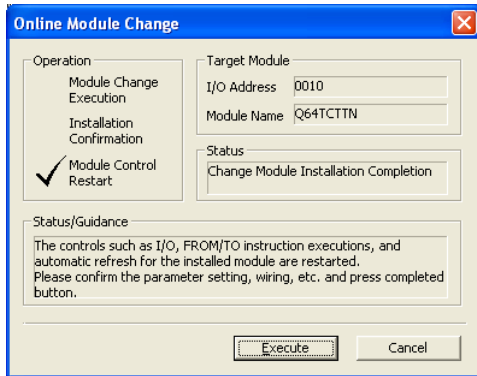 Online Module Change
Operation
Module Change
Execution
Installation
Confirmation
Module Control
Restart
Target Module
I/O Address 0010
Module Name Q64TCTTN
Status
Change Module Installation Completion
Status/Guidance
The controls such as I/O, FROM/TO instruction executions, and
automatic refresh for the installed module are restarted.
Please confirm the parameter setting, wiring, etc. and press completed
button.
Execute Cancel